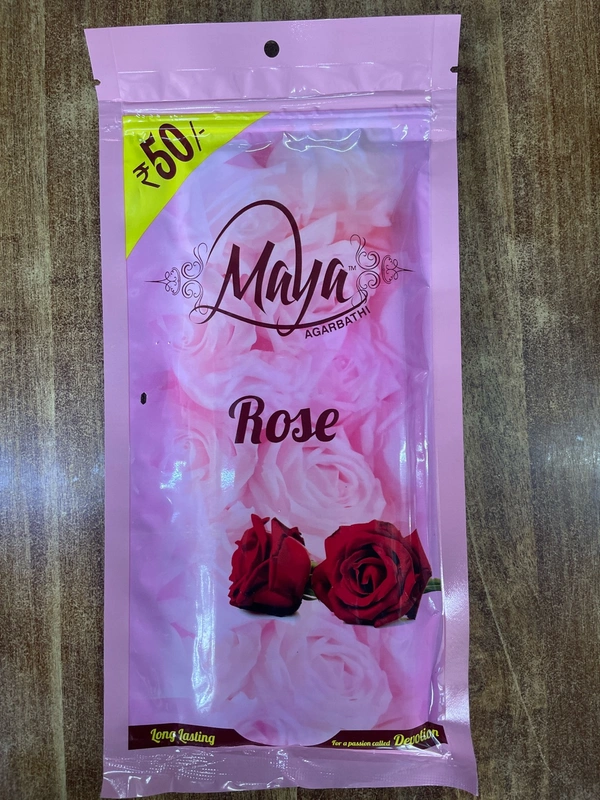 ₹50/-
Maya™
AGARBATHI
Rose
Long Lasting
For a passion called Devotion